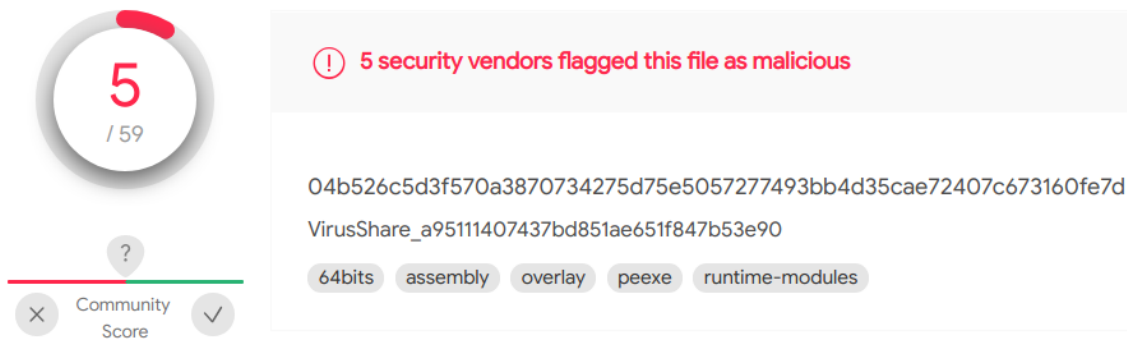 5
/ 59
?
Community
Score
5 security vendors flagged this file as malicious
04b526c5d3f570a3870734275d75e5057277493bb4d35cae72407c673160fe7d
VirusShare_a95111407437bd851ae651f847b53e90
64bits assembly overlay peexe runtime-modules